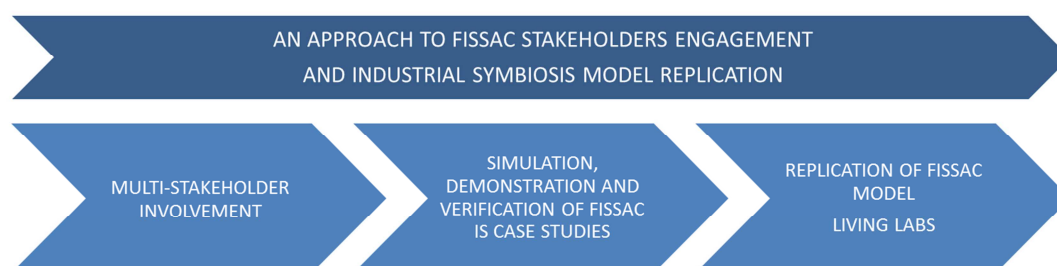 AN APPROACH TO FISSAC STAKEHOLDERS ENGAGEMENT
AND INDUSTRIAL SYMBIOSIS MODEL REPLICATION
MULTI-STAKEHOLDER
INVOLVEMENT
SIMULATION,
DEMONSTRATION AND
VERIFICATION OF FISSAC
IS CASE STUDIES
REPLICATION OF FISSAC
MODEL
LIVING LABS